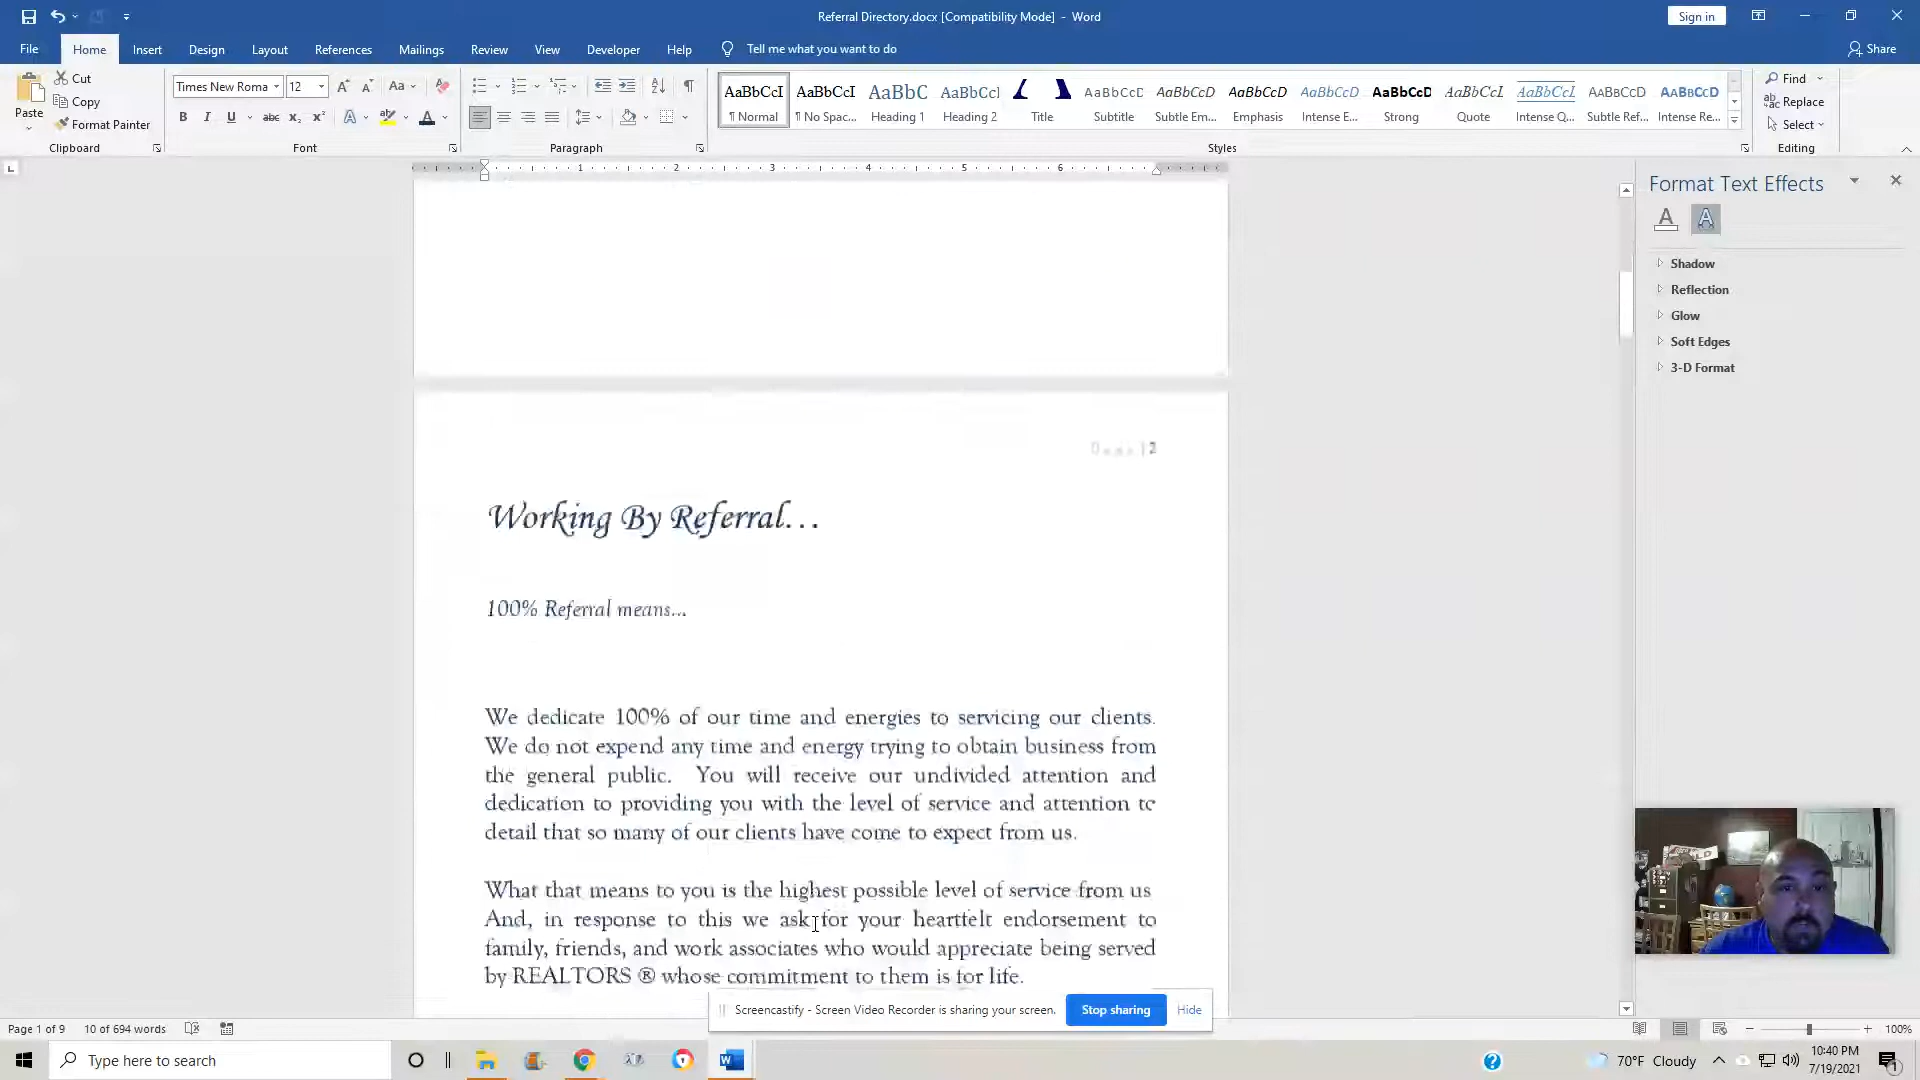 Referral Directory.docx [Compatibility Mode] - Word
Sign in
File Home Insert Design Layout References Mailings Review View Developer Help Tell me what you want to do
Share
Paste
Cut
Copy
Format Painter
Clipboard
Times New Roma 12
Font
Paragraph
AaBbCcI AaBbCcI AaBbC AaBbCcI AaBbCcD AaBbCcD AaBbCcD AaBbCcD AaBbCcD AaBbCcI AaBbCcI AaBbCcD AaBbCcD
¶ Normal ¶ No Spac... Heading 1 Heading 2 Title Subtitle Subtle Em... Emphasis Intense E... Strong Quote Intense Q... Subtle Ref... Intense Re...
Styles
Find
Replace
Select
Editing
1 2 3 4 5 6
Format Text Effects
Shadow
Reflection
Glow
Soft Edges
3-D Format
| 2
Working By Referral...
100% Referral means...
We dedicate 100% of our time and energies to servicing our clients.
We do not expend any time and energy trying to obtain business from
the general public. You will receive our undivided attention and
dedication to providing you with the level of service and attention to
detail that so many of our clients have come to expect from us.
What that means to you is the highest possible level of service from us
And, in response to this we ask for your heartfelt endorsement to
family, friends, and work associates who would appreciate being served
by REALTORS ® whose commitment to them is for life.
Screencastify - Screen Video Recorder is sharing your screen. Stop sharing Hide
Page 1 of 9 10 of 694 words
100%
Type here to search
70°F Cloudy
10:40 PM
7/19/2021